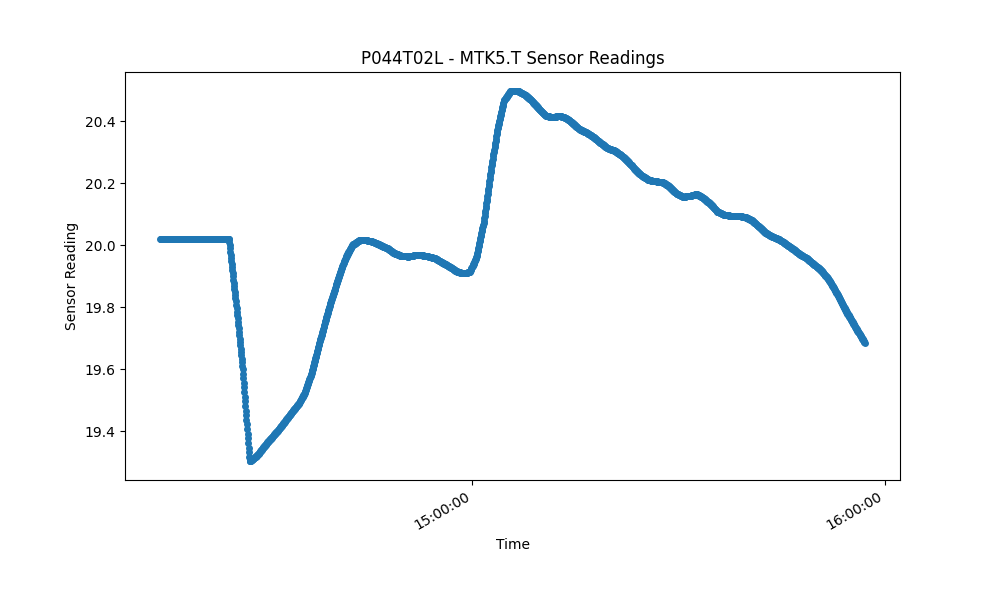 P044T02L - MTK5.T Sensor Readings
Sensor Reading
20.4
20.2
20.0
19.8
19.6
19.4
15:00:00
16:00:00
Time